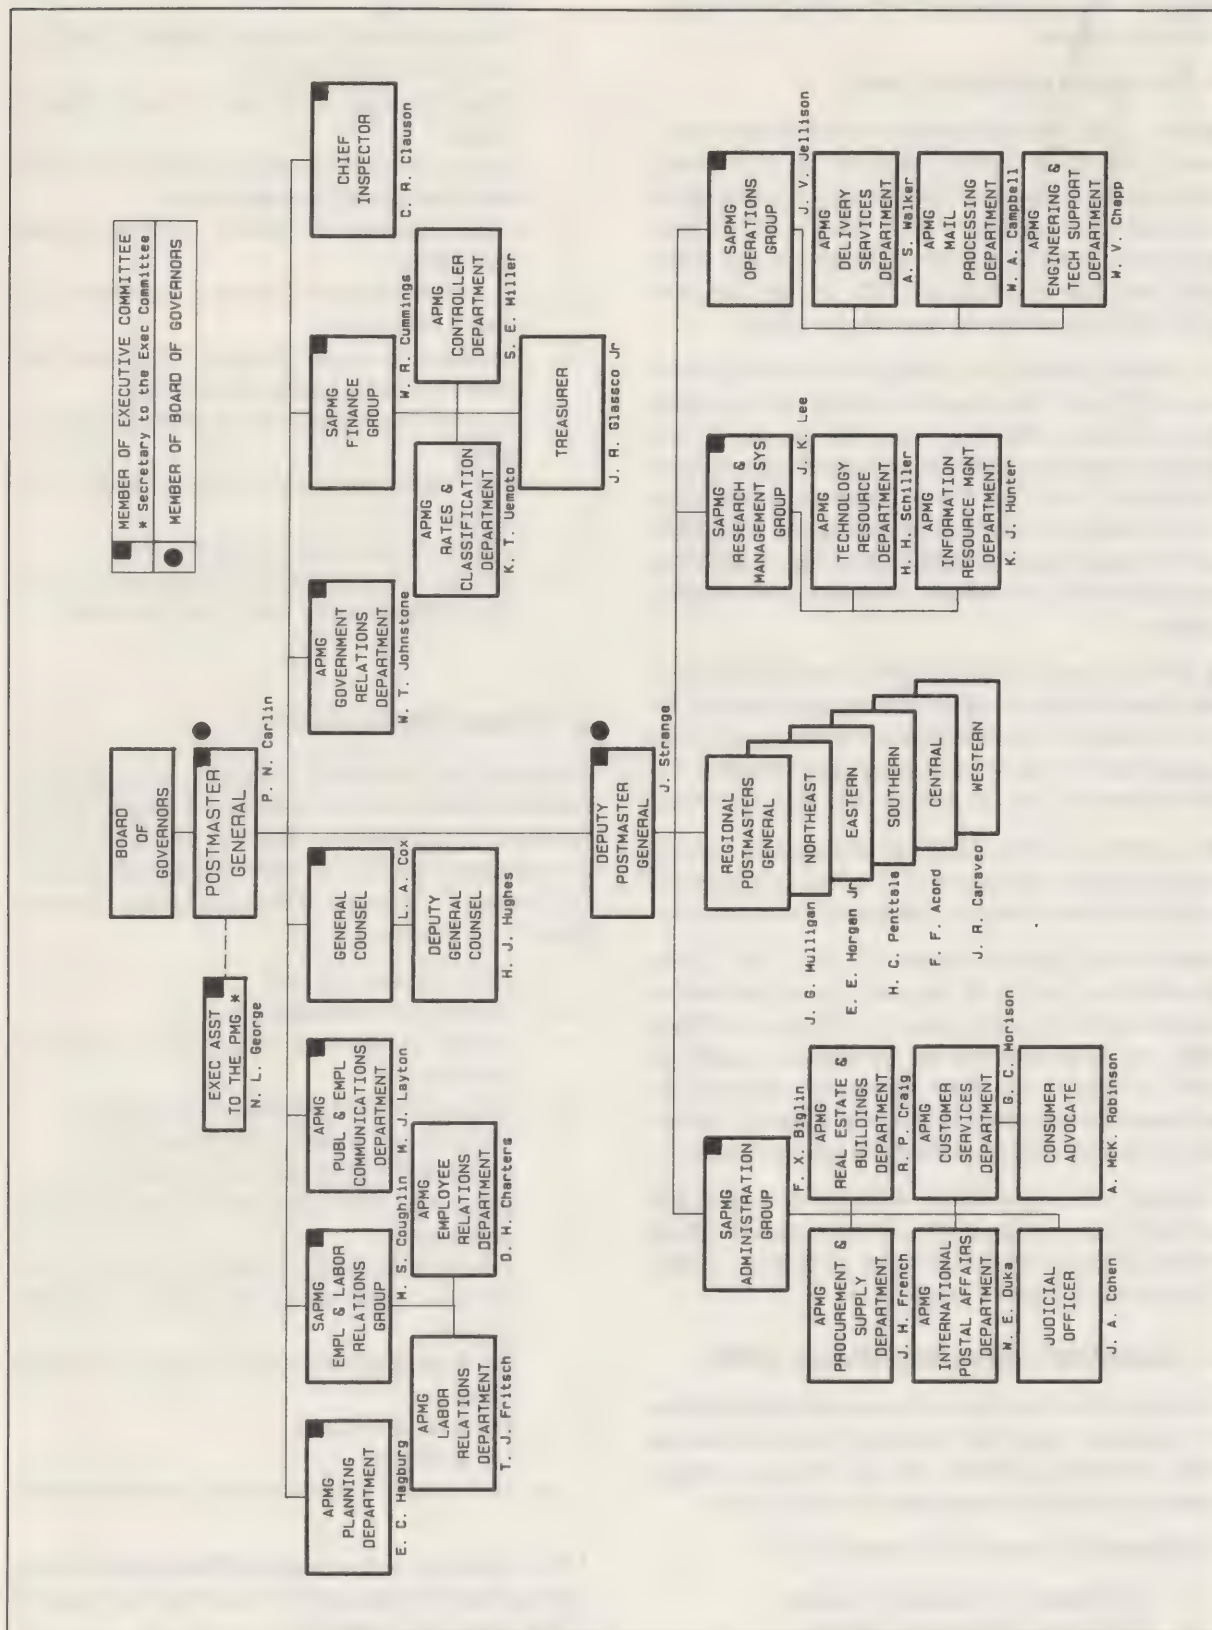 MEMBER OF EXECUTIVE COMMITTEE
* Secretary to the Exec Committee
MEMBER OF BOARD OF GOVERNORS
BOARD
OF
GOVERNORS
POSTMASTER
GENERAL
P. N. Carlin
EXEC ASST
TO THE PMG *
N. L. George
APMG
PLANNING
DEPARTMENT
E. C. Hagburg
SAPMG
EMPL & LABOR
RELATIONS
GROUP
M. S. Coughlin
APMG
LABOR
RELATIONS
DEPARTMENT
T. J. Fritsch
APMG
EMPLOYEE
RELATIONS
DEPARTMENT
D. H. Charters
APMG
PUBL & EMPL
COMMUNICATIONS
DEPARTMENT
M. J. Layton
GENERAL
COUNSEL
L. A. Cox
DEPUTY
GENERAL
COUNSEL
H. J. Hughes
APMG
GOVERNMENT
RELATIONS
DEPARTMENT
W. T. Johnstone
SAPMG
FINANCE
GROUP
W. R. Cummings
APMG
RATES &
CLASSIFICATION
DEPARTMENT
K. T. Uemoto
APMG
CONTROLLER
DEPARTMENT
S. E. Miller
TREASURER
J. R. Glassco Jr
CHIEF
INSPECTOR
C. R. Clauson
DEPUTY
POSTMASTER
GENERAL
J. Strange
SAPMG
ADMINISTRATION
GROUP
F. X. Biglin
APMG
PROCUREMENT &
SUPPLY
DEPARTMENT
J. H. French
APMG
REAL ESTATE &
BUILDINGS
DEPARTMENT
R. P. Craig
APMG
INTERNATIONAL
POSTAL AFFAIRS
DEPARTMENT
W. E. Duka
APMG
CUSTOMER
SERVICES
DEPARTMENT
G. C. Morison
JUDICIAL
OFFICER
J. A. Cohen
CONSUMER
ADVOCATE
A. McK. Robinson
REGIONAL
POSTMASTERS
GENERAL
NORTHEAST
J. G. Mulligan
EASTERN
E. E. Horgan Jr
SOUTHERN
H. C. Penttala
CENTRAL
F. F. Acord
WESTERN
J. R. Caraveo
SAPMG
RESEARCH &
MANAGEMENT SYS
GROUP
J. K. Lee
APMG
TECHNOLOGY
RESOURCE
DEPARTMENT
H. H. Schiller
APMG
INFORMATION
RESOURCE MGNT
DEPARTMENT
K. J. Hunter
SAPMG
OPERATIONS
GROUP
J. V. Jellison
APMG
DELIVERY
SERVICES
DEPARTMENT
A. S. Walker
APMG
MAIL
PROCESSING
DEPARTMENT
W. A. Campbell
APMG
ENGINEERING &
TECH SUPPORT
DEPARTMENT
W. V. Chapp